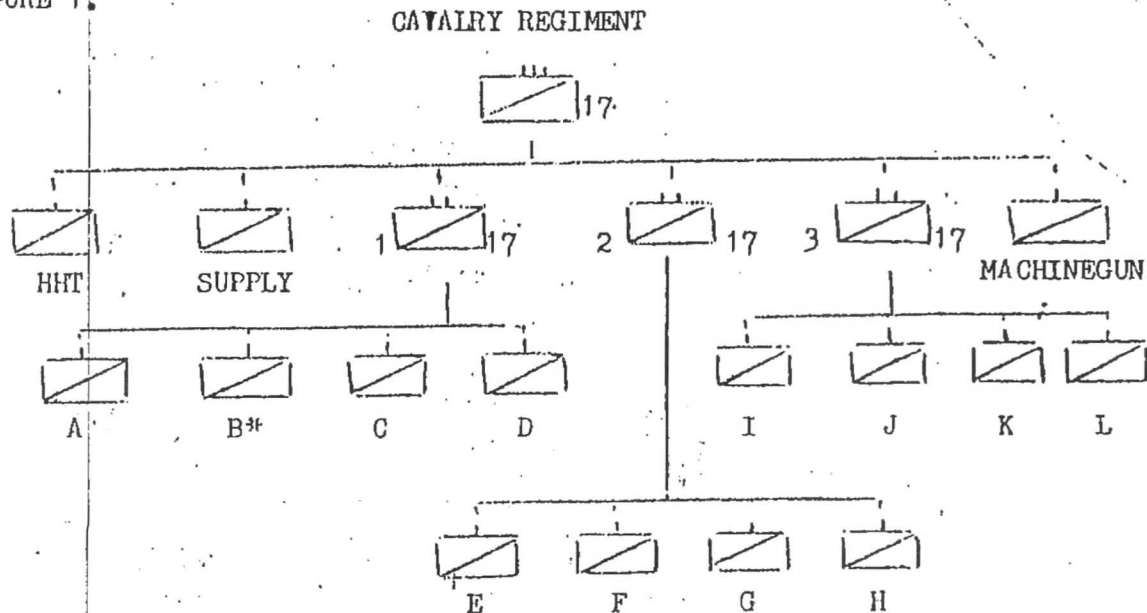 CAVALRY REGIMENT
17.
1 17 2 17 3 17
HHT SUPPLY MACHINEGUN
A B* C D I J K L
E F G H